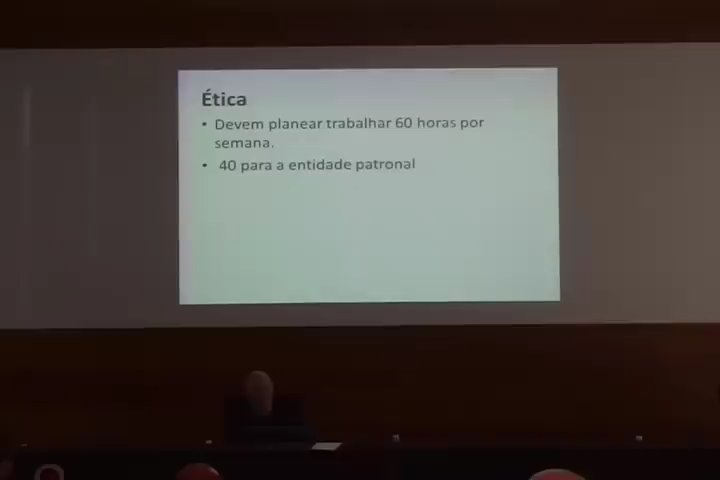 Ética
• Devem planear trabalhar 60 horas por
semana.
• 40 para a entidade patronal